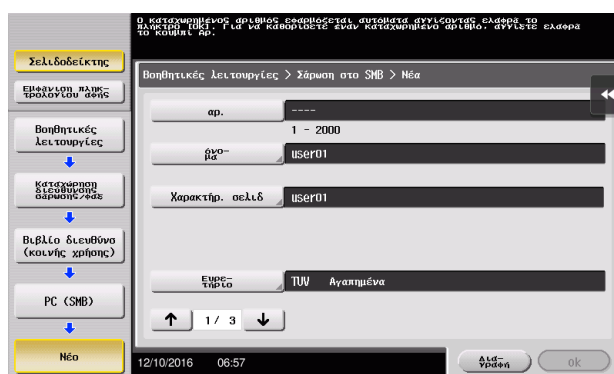 Ο καταχωρημένος αριθμός εφαρμόζεται αυτόματα αγγίζοντας ελαφρά το
πλήκτρο [OK]. Για να καθορίσετε έναν καταχωρημένο αριθμό, αγγίξτε ελαφρά
το κουμπί Αρ.
Σελιδοδείκτης
Εμφάνιση πληκ-
τρολογίου αφής
Βοηθητικές
λειτουργίες
Καταχώρηση
διεύθυνσης
σάρωσης/φαξ
Βιβλίο διευθύνσ
(κοινής χρήσης)
PC (SMB)
Νέο
Βοηθητικές λειτουργίες > Σάρωση στο SMB > Νέα
αρ.
----
1 - 2000
όνο-
μα
user01
Χαρακτήρ. σελιδ
user01
Ευρε-
τήριο
TUV Αγαπημένα
1/ 3
12/10/2016 06:57
Δια-
γραφή
ok